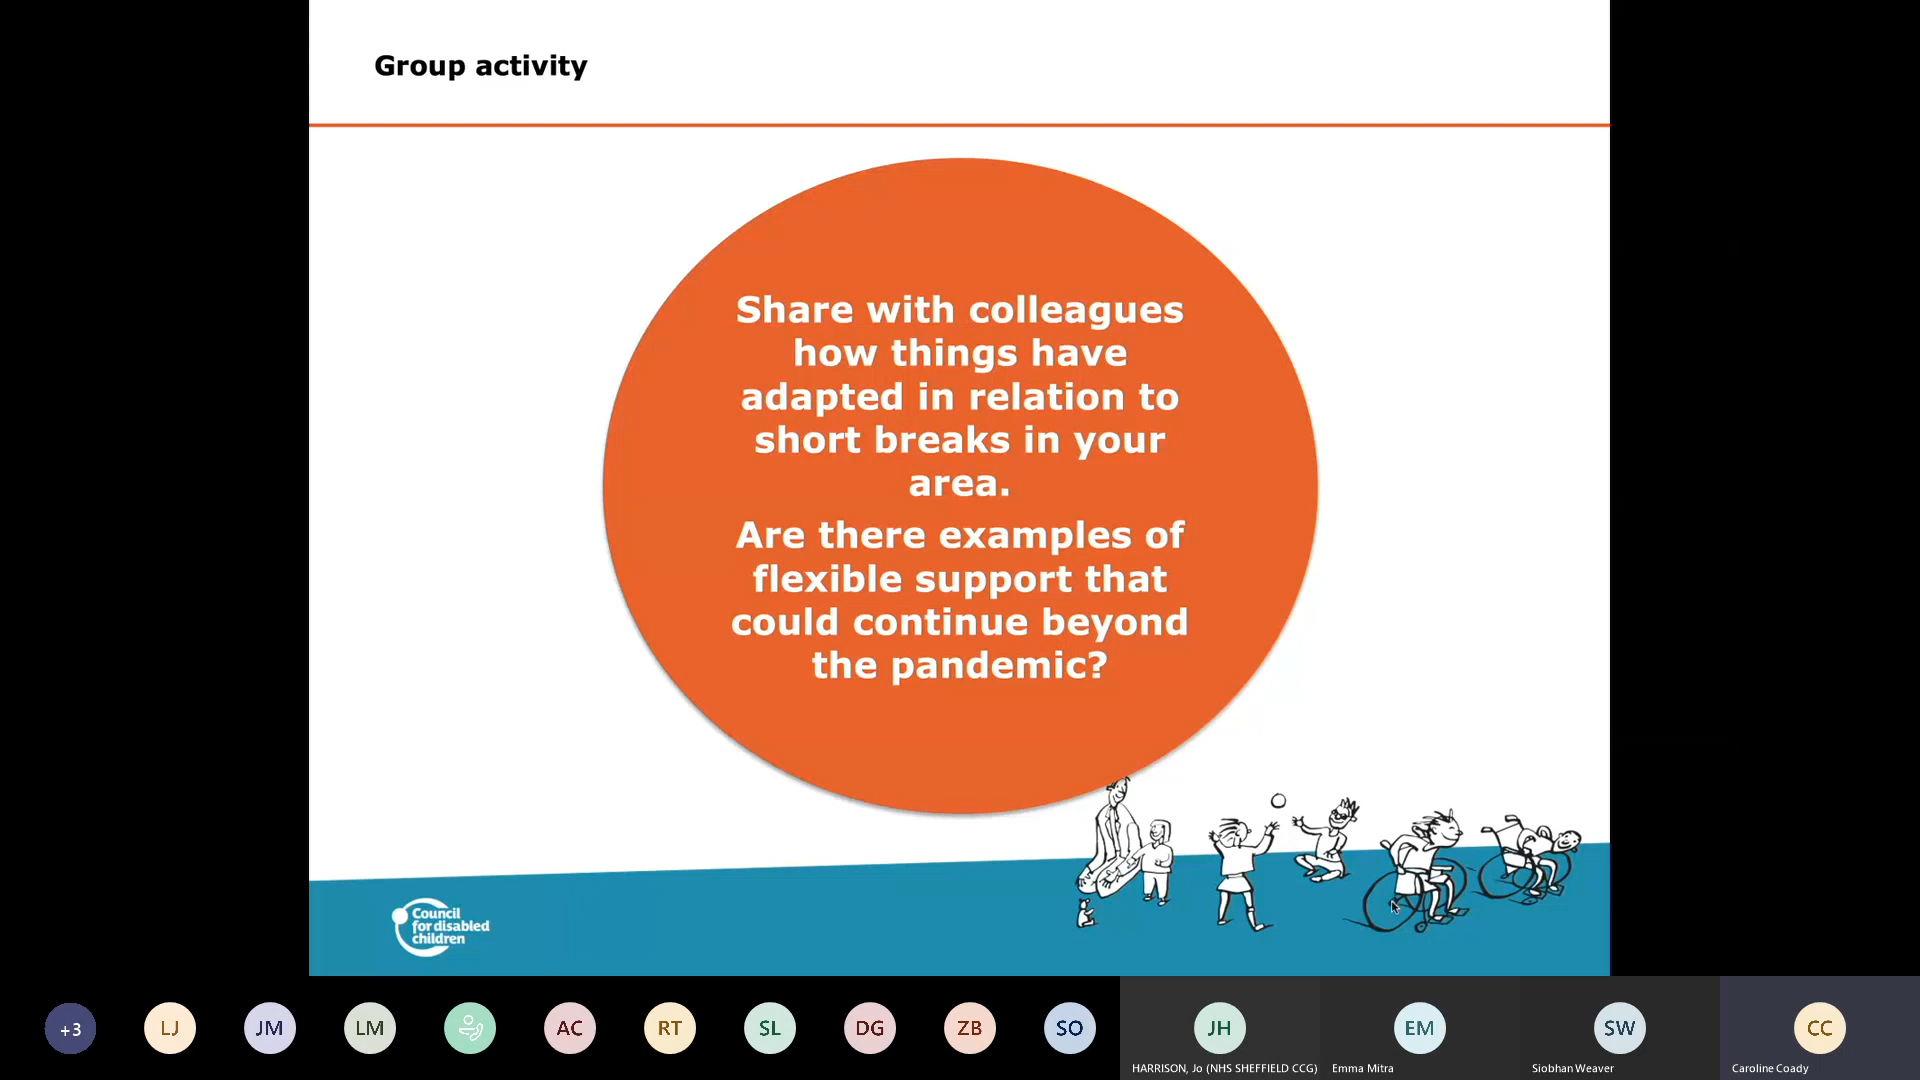 Group activity
Share with colleagues
how things have
adapted in relation to
short breaks in your
area.
Are there examples of
flexible support that
could continue beyond
the pandemic?
Council
for disabled
children
+3
LJ
JM
LM
AC
RT
SL
DG
ZB
SO
JH
EM
SW
CC
HARRISON, Jo (NHS SHEFFIELD CCG)
Emma Mitra
Siobhan Weaver
Caroline Coady